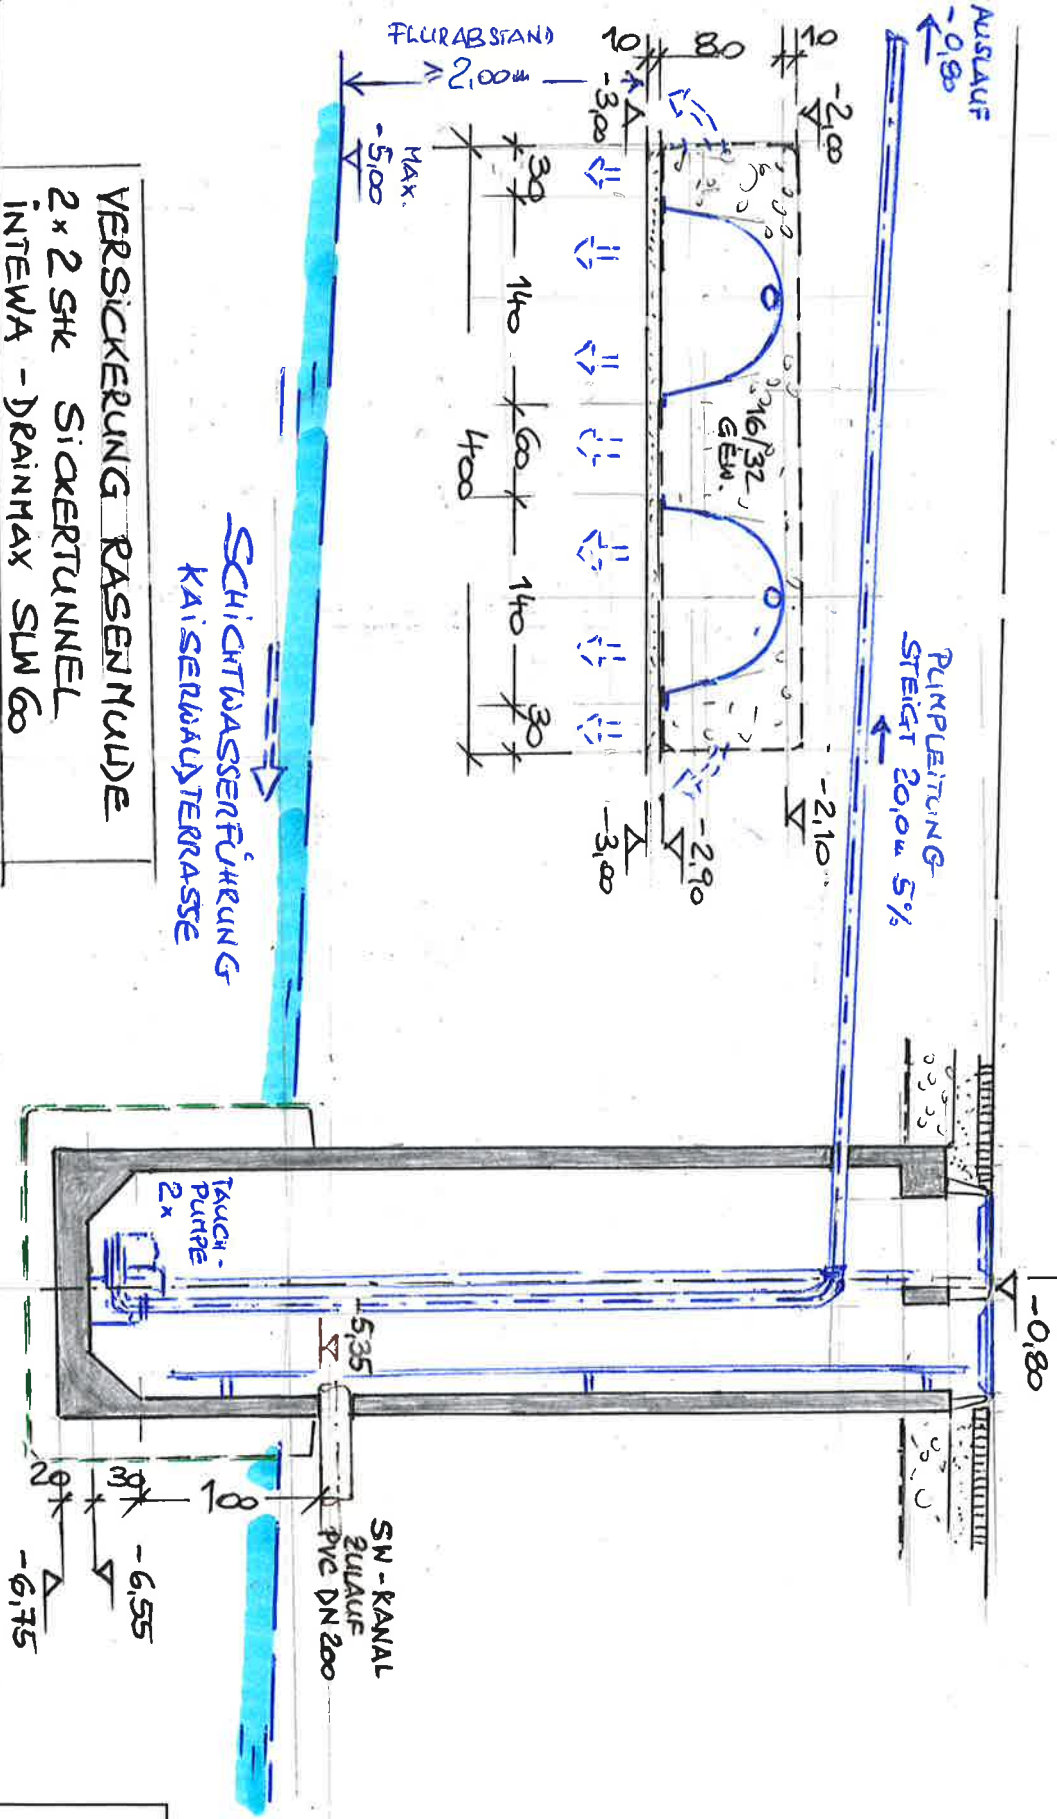 AUSLAUF
-0,80
PUMPLEITUNG
STEIGT 20,0m 5%
-0,80
10
80
10
-2,00
-3,00
FLURABSTAND
≥ 2,00m
MAX.
-5,00
30
140
60
140
30
400
16/32
GEW.
-2,10
-2,90
-3,00
SCHICHTWASSERFÜHRUNG
KAISERWALDTERRASSE
TAUCH-
PUMPE
2x
-5,35
SW-KANAL
ZULAUF
PVC DN 200
100
30
20
-6,55
-6,75
VERSICKERUNG RASENMULDE
2x2 Stk SICKERTUNNEL
INTEWA - DRAINMAX SLW 60